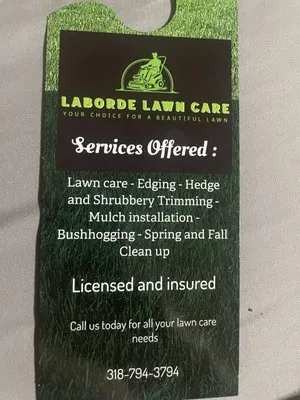 LABORDE LAWN CARE
YOUR CHOICE FOR A BEAUTIFUL LAWN
Services Offered :
Lawn care - Edging - Hedge
and Shrubbery Trimming -
Mulch installation -
Bushhogging - Spring and Fall
Clean up
Licensed and insured
Call us today for all your lawn care
needs
318-794-3794